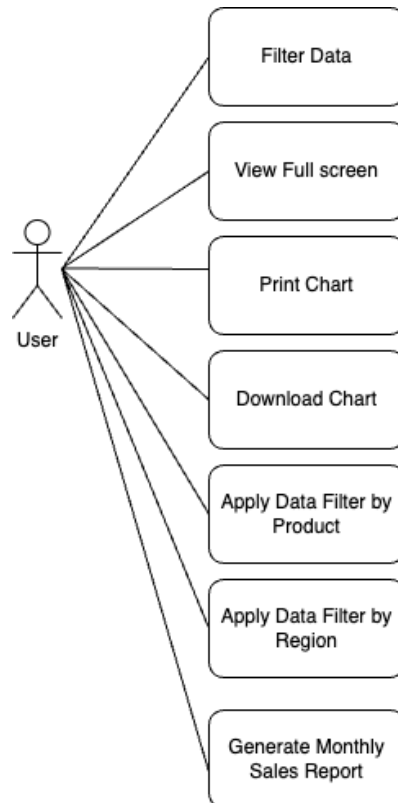 Filter Data
View Full screen
Print Chart
User
Download Chart
Apply Data Filter by
Product
Apply Data Filter by
Region
Generate Monthly
Sales Report